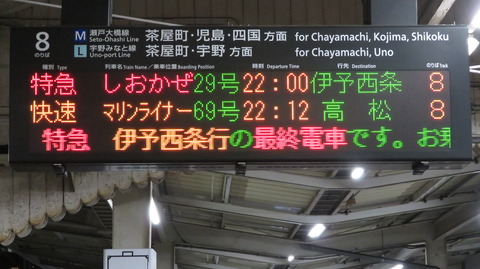 8 のりば M 瀬戸大橋線 Seto-Ohashi Line 茶屋町・児島・四国 方面 for Chayamachi, Kojima, Shikoku
L 宇野みなと線 Uno-port Line 茶屋町・宇野 方面 for Chayamachi, Uno
種別 Type 列車名 Train Name 乗車位置 Boarding Position 時刻 Departure Time 行先 Destination のりば Track
特急 しおかぜ29号 22:00 伊予西条 8
快速 マリンライナー69号 22:12 高松 8
特急 伊予西条行の最終電車です。お乗